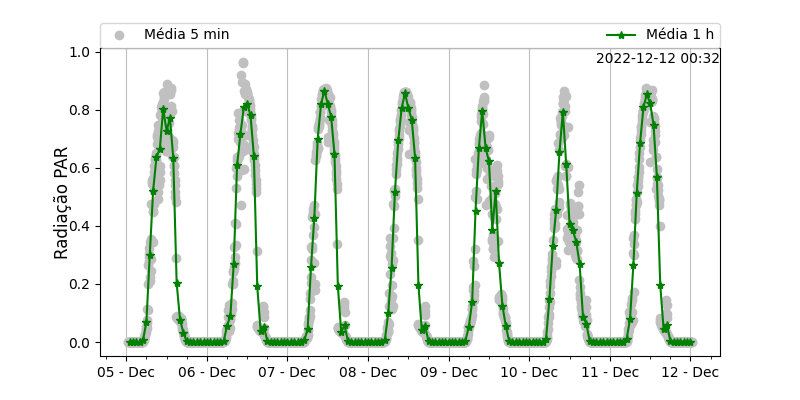 Média 5 min
Média 1 h
2022-12-12 00:32
Radiação PAR
1.0
0.8
0.6
0.4
0.2
0.0
05 - Dec
06 - Dec
07 - Dec
08 - Dec
09 - Dec
10 - Dec
11 - Dec
12 - Dec